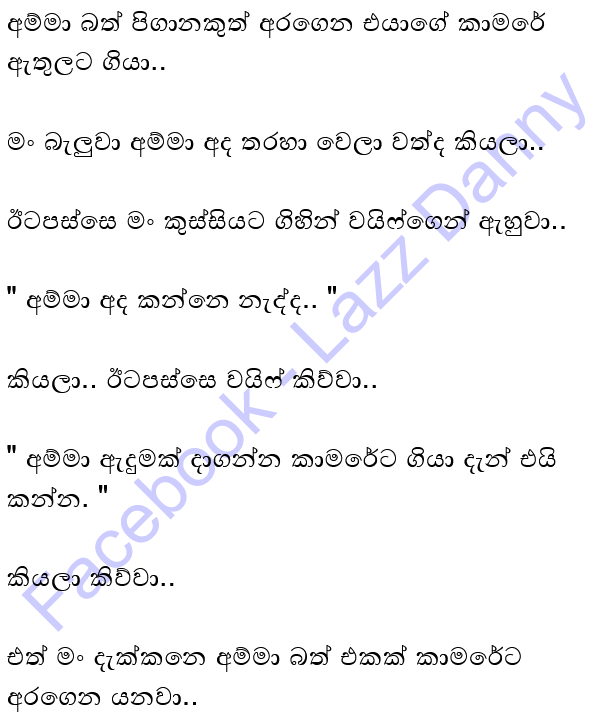 අම්මා බත් පිගානකුත් අරගෙන එයාගේ කාමරේ
ඇතුලට ගියා..
මං බැලුවා අම්මා අද තරහා වෙලා වත්ද කියලා..
ඊටපස්සෙ මං කුස්සියට ගිහින් වයිෆ්ගෙන් ඇහුවා..
" අම්මා අද කන්නෙ නැද්ද.. "
කියලා.. ඊටපස්සෙ වයිෆ් කිව්වා..
" අම්මා ඇදුමක් දාගන්න කාමරේට ගියා දැන් එයි
කන්න. "
කියලා කිව්වා..
එත් මං දැක්කනෙ අම්මා බත් එකක් කාමරේට
අරගෙන යනවා..
Facebook - Lazz Danny